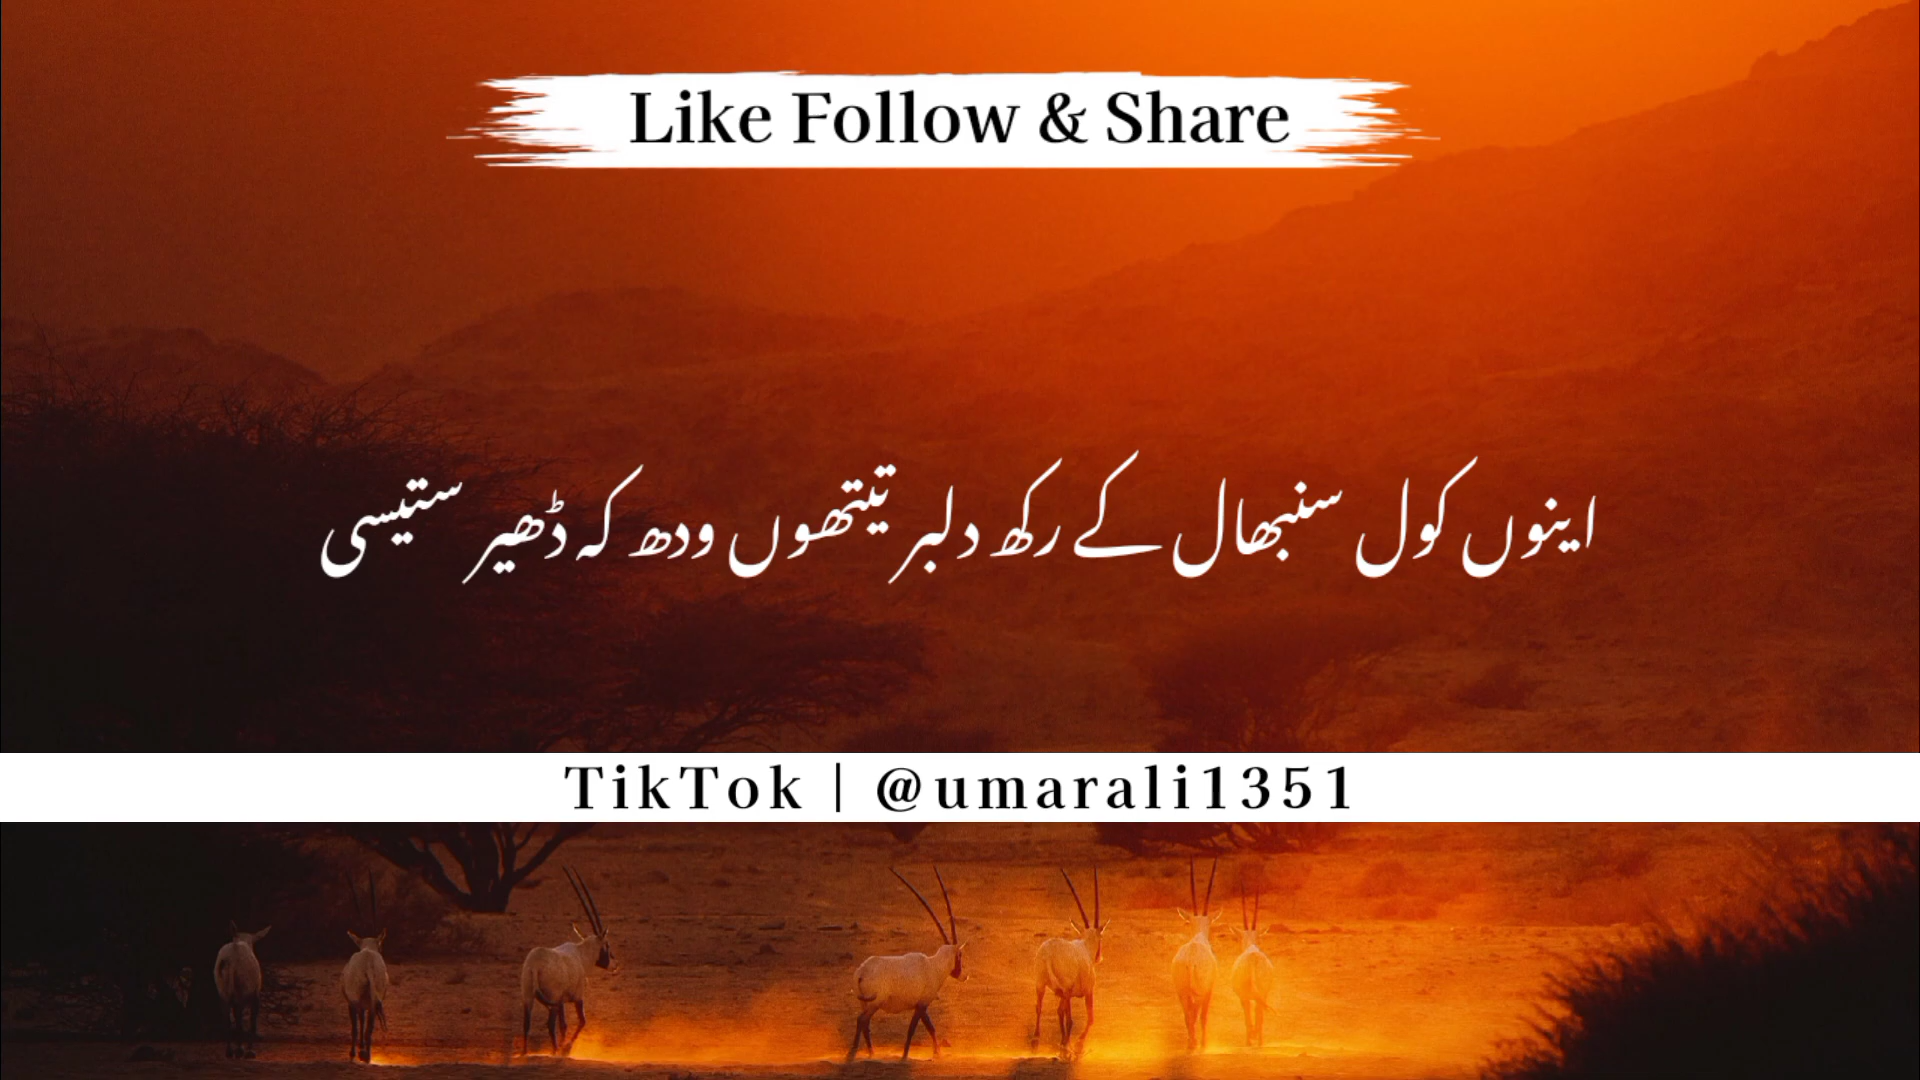 Like Follow & Share
اینوں کول سنبھال کے رکھ دلبر تیتھوں ودھ کہ ڈھیر ستیسی
TikTok | @umarali1351